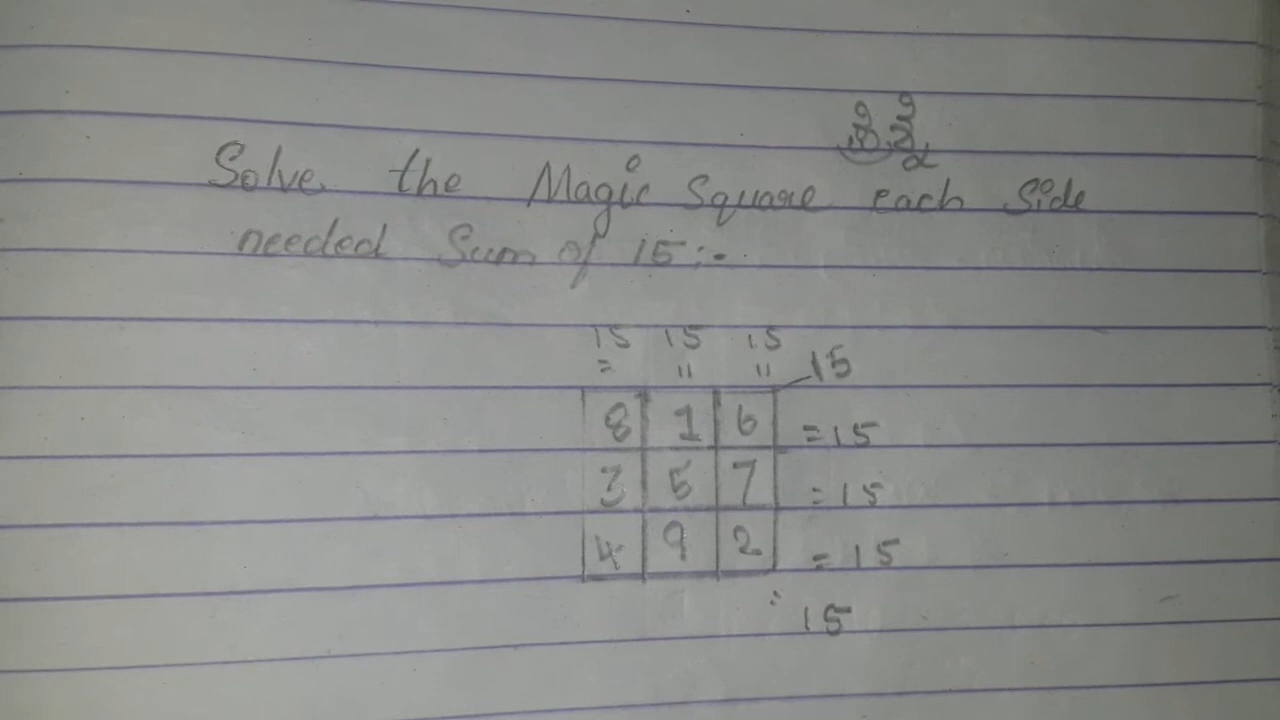 Solve the Magic Square each side
needed Sum of 15:-
15 15 15
= = = 15
8 1 6 = 15
3 5 7 = 15
4 9 2 = 15
= 15